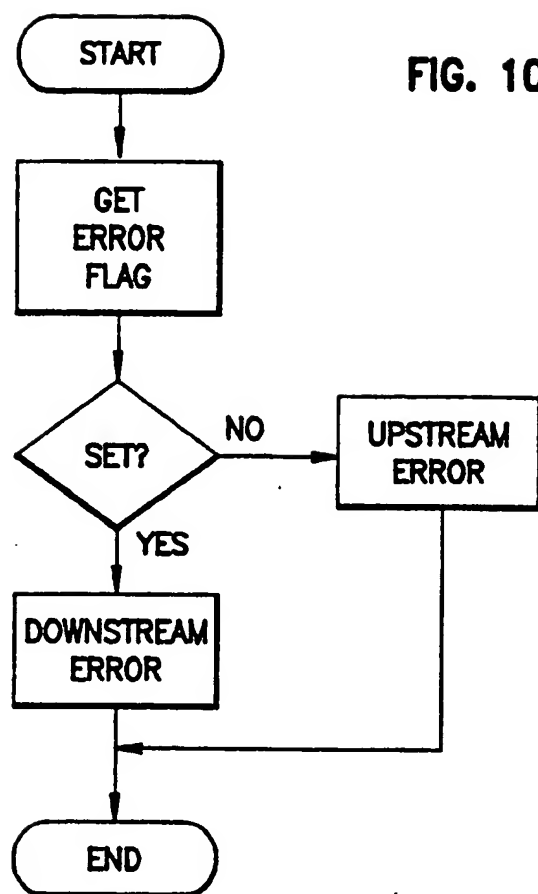 START
FIG. 10
GET
ERROR
FLAG
SET?
NO
UPSTREAM
ERROR
YES
DOWNSTREAM
ERROR
END